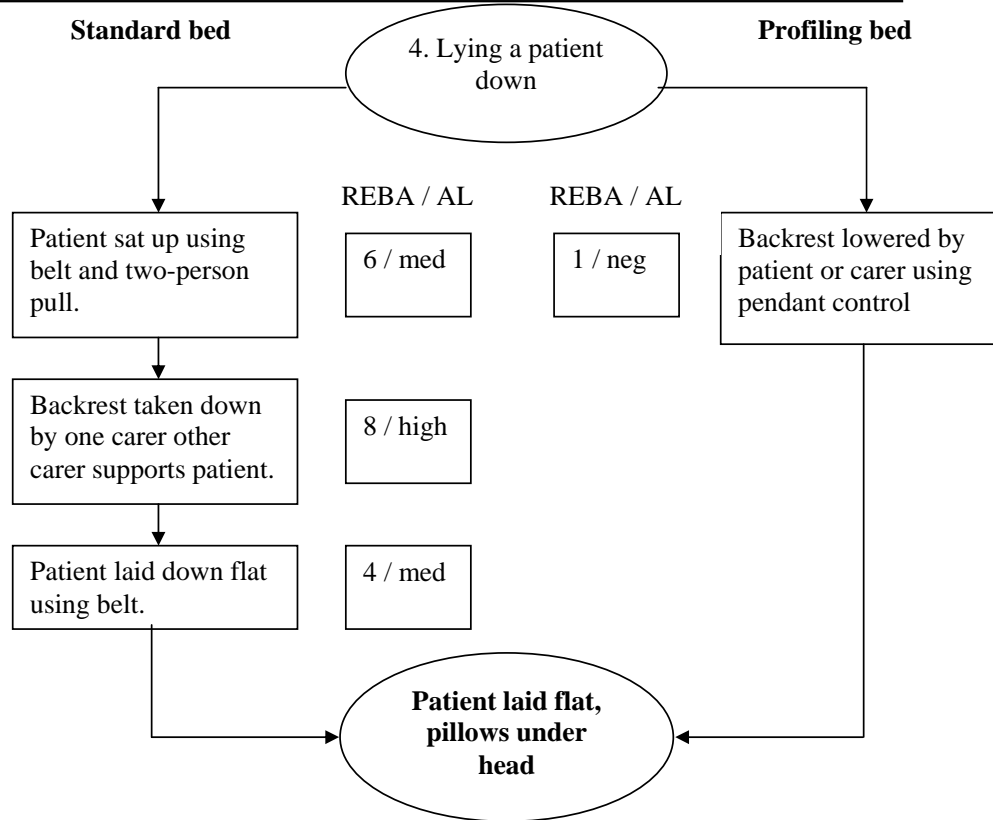 Standard bed
4. Lying a patient
down
Profiling bed
REBA / AL
REBA / AL
Patient sat up using
belt and two-person
pull.
6 / med
1 / neg
Backrest lowered by
patient or carer using
pendant control
Backrest taken down
by one carer other
carer supports patient.
8 / high
Patient laid down flat
using belt.
4 / med
Patient laid flat,
pillows under
head